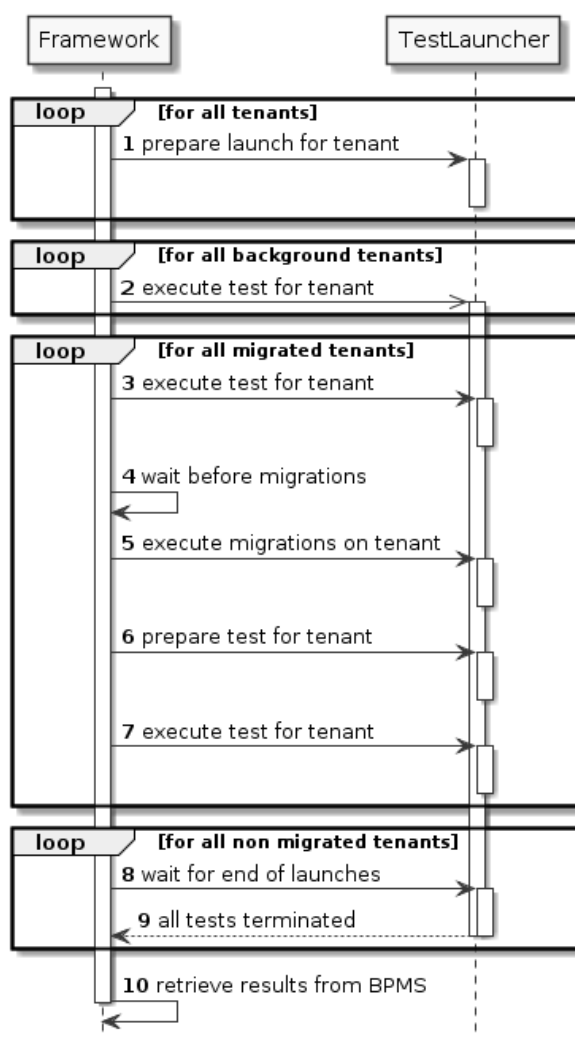 Framework
TestLauncher
loop [for all tenants]
1 prepare launch for tenant
loop [for all background tenants]
2 execute test for tenant
loop [for all migrated tenants]
3 execute test for tenant
4 wait before migrations
5 execute migrations on tenant
6 prepare test for tenant
7 execute test for tenant
loop [for all non migrated tenants]
8 wait for end of launches
9 all tests terminated
10 retrieve results from BPMS